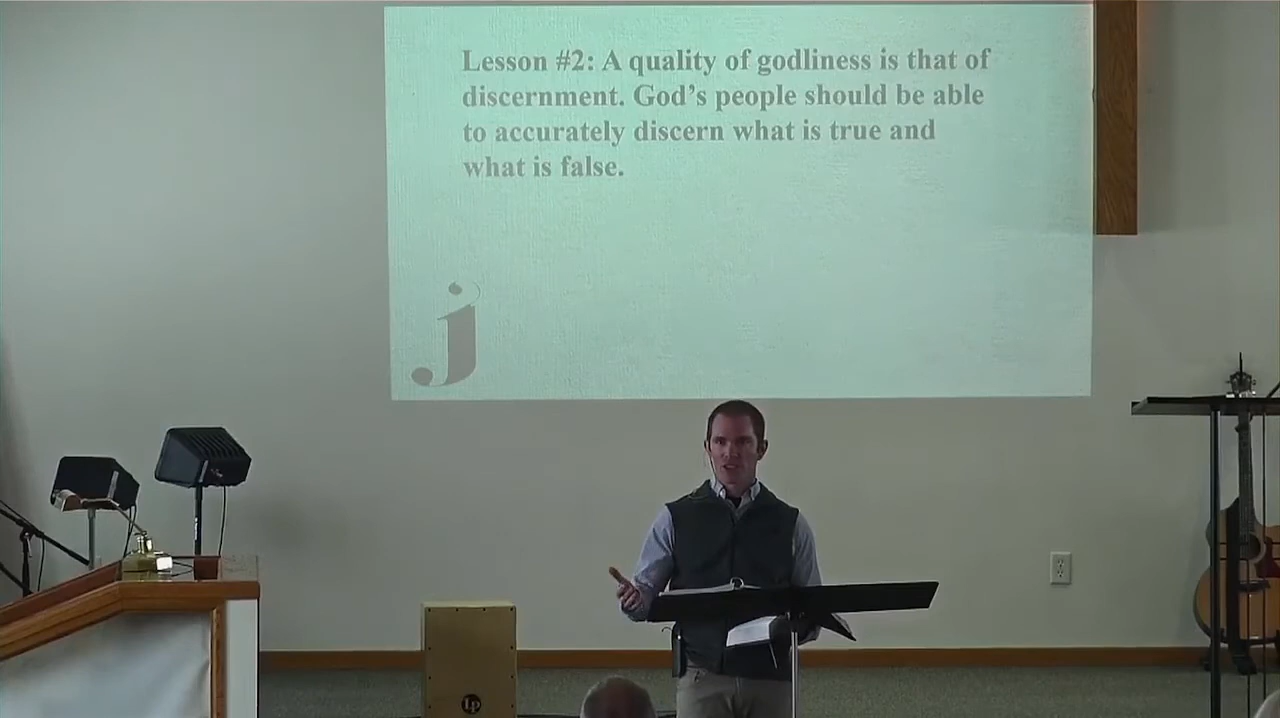 Lesson #2: A quality of godliness is that of
discernment. God's people should be able
to accurately discern what is true and
what is false.
j
LP